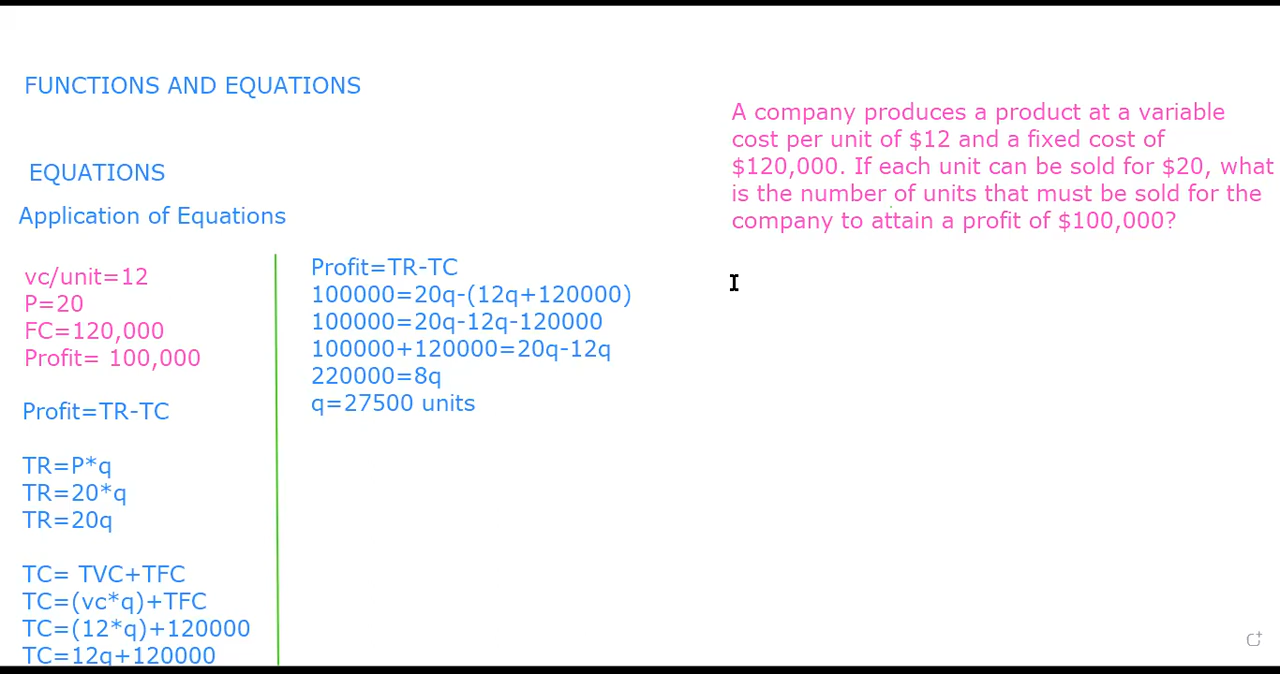 FUNCTIONS AND EQUATIONS
EQUATIONS
Application of Equations
vc/unit=12
P=20
FC=120,000
Profit= 100,000
Profit=TR-TC
TR=P*q
TR=20*q
TR=20q
TC= TVC+TFC
TC=(vc*q)+TFC
TC=(12*q)+120000
TC=12q+120000
Profit=TR-TC
100000=20q-(12q+120000)
100000=20q-12q-120000
100000+120000=20q-12q
220000=8q
q=27500 units
A company produces a product at a variable
cost per unit of $12 and a fixed cost of
$120,000. If each unit can be sold for $20, what
is the number of units that must be sold for the
company to attain a profit of $100,000?